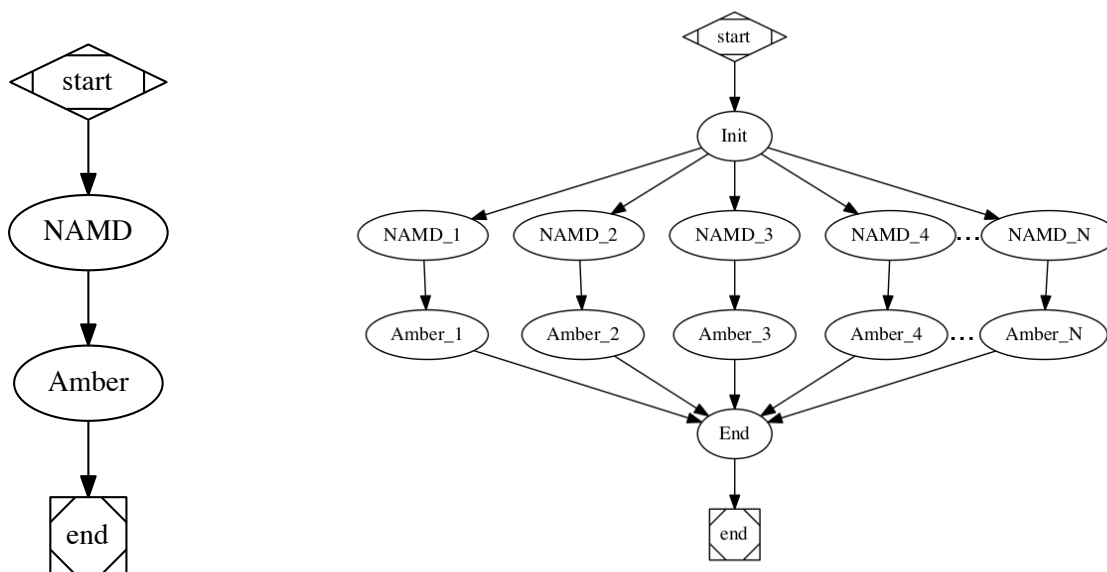 start
NAMD
Amber
end
start
Init
NAMD_1 NAMD_2 NAMD_3 NAMD_4 ... NAMD_N
Amber_1 Amber_2 Amber_3 Amber_4 ... Amber_N
End
end